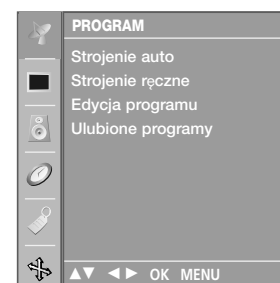 PROGRAM
Strojenie auto
Strojenie ręczne
Edycja programu
Ulubione programy
▲▼ ◄► OK MENU